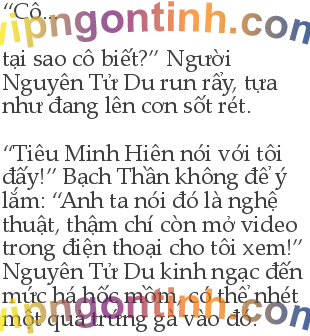 “Cô...
vipngontinh.com
tại sao cô biết?” Người
Nguyên Tử Du run rẩy, tựa
như đang lên cơn sốt rét.
“Tiêu Minh Hiên nói với tôi
đấy!” Bạch Thần không để ý
lắm: “Anh ta nói đó là nghệ
thuật, thậm chí còn mở video
trong điện thoại cho tôi xem!”
Nguyên Tử Du kinh ngạc đến
mức há hốc mồm, có thể nhét
vipngontinh.com
một quả trứng gà vào đó.